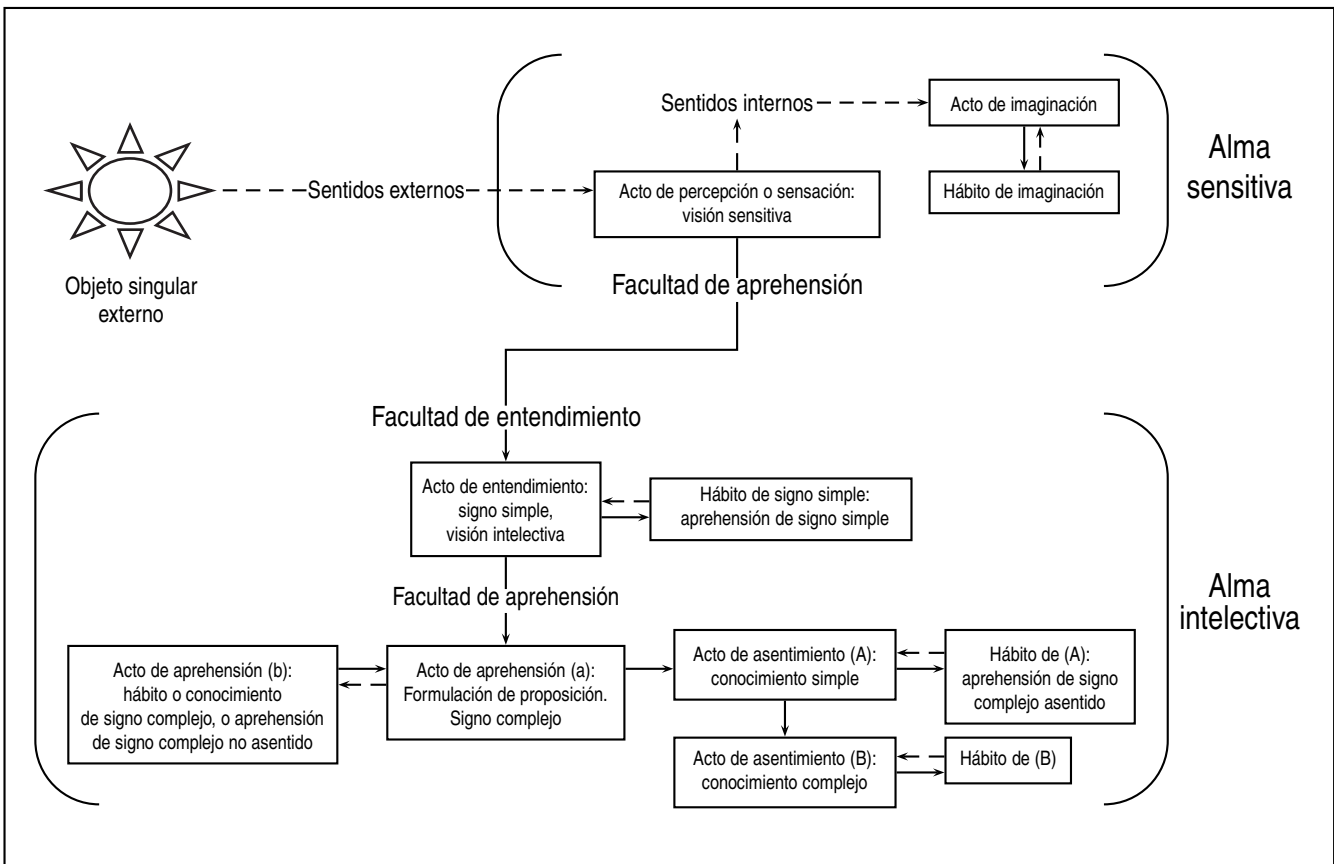 Sentidos internos
Acto de imaginación
Alma
sensitiva
Sentidos externos
Acto de percepción o sensación:
visión sensitiva
Hábito de imaginación
Objeto singular
externo
Facultad de aprehensión
Facultad de entendimiento
Acto de entendimiento:
signo simple,
visión intelectiva
Hábito de signo simple:
aprehensión de signo simple
Facultad de aprehensión
Alma
intelectiva
Acto de aprehensión (b):
hábito o conocimiento
de signo complejo, o aprehensión
de signo complejo no asentido
Acto de aprehensión (a):
Formulación de proposición.
Signo complejo
Acto de asentimiento (A):
conocimiento simple
Hábito de (A):
aprehensión de signo
complejo asentido
Acto de asentimiento (B):
conocimiento complejo
Hábito de (B)